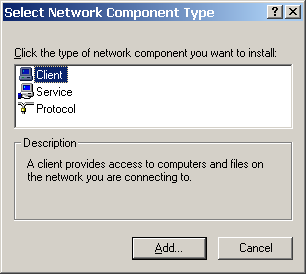 Select Network Component Type
Click the type of network component you want to install:
Client
Service
Protocol
Description
A client provides access to computers and files on
the network you are connecting to.
Add...
Cancel